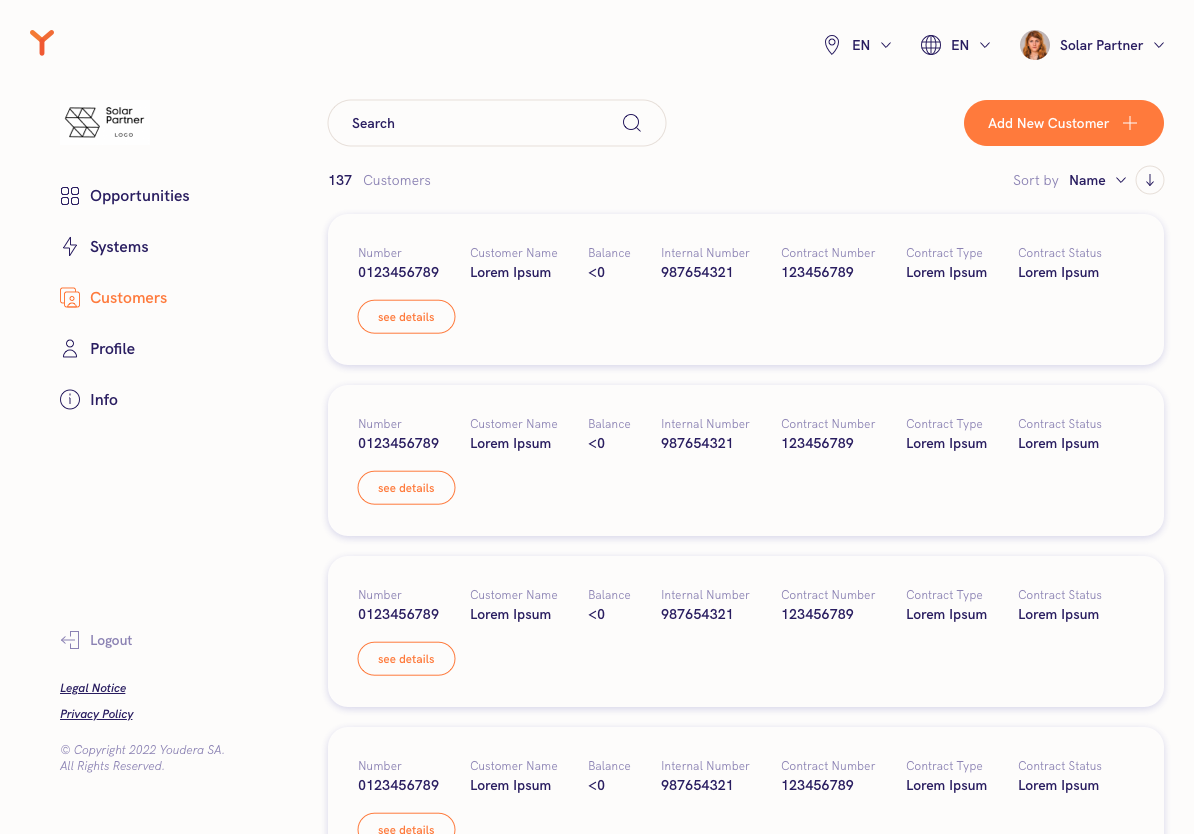 EN
EN
Solar Partner
Solar
Partner
LOGO
Search
Add New Customer
137 Customers
Sort by Name
Opportunities
Systems
Customers
Profile
Info
Logout
Legal Notice
Privacy Policy
© Copyright 2022 Youdera SA.
All Rights Reserved.
Number Customer Name Balance Internal Number Contract Number Contract Type Contract Status
0123456789 Lorem Ipsum <0 987654321 123456789 Lorem Ipsum Lorem Ipsum
see details
Number Customer Name Balance Internal Number Contract Number Contract Type Contract Status
0123456789 Lorem Ipsum <0 987654321 123456789 Lorem Ipsum Lorem Ipsum
see details
Number Customer Name Balance Internal Number Contract Number Contract Type Contract Status
0123456789 Lorem Ipsum <0 987654321 123456789 Lorem Ipsum Lorem Ipsum
see details
Number Customer Name Balance Internal Number Contract Number Contract Type Contract Status
0123456789 Lorem Ipsum <0 987654321 123456789 Lorem Ipsum Lorem Ipsum
see details